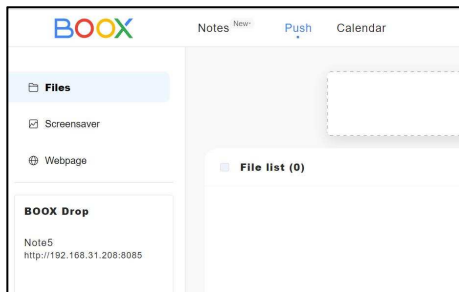 BOOX
Notes New·
Push
Calendar
Files
Screensaver
Webpage
File list (0)
BOOX Drop
Note5
http://192.168.31.208:8085